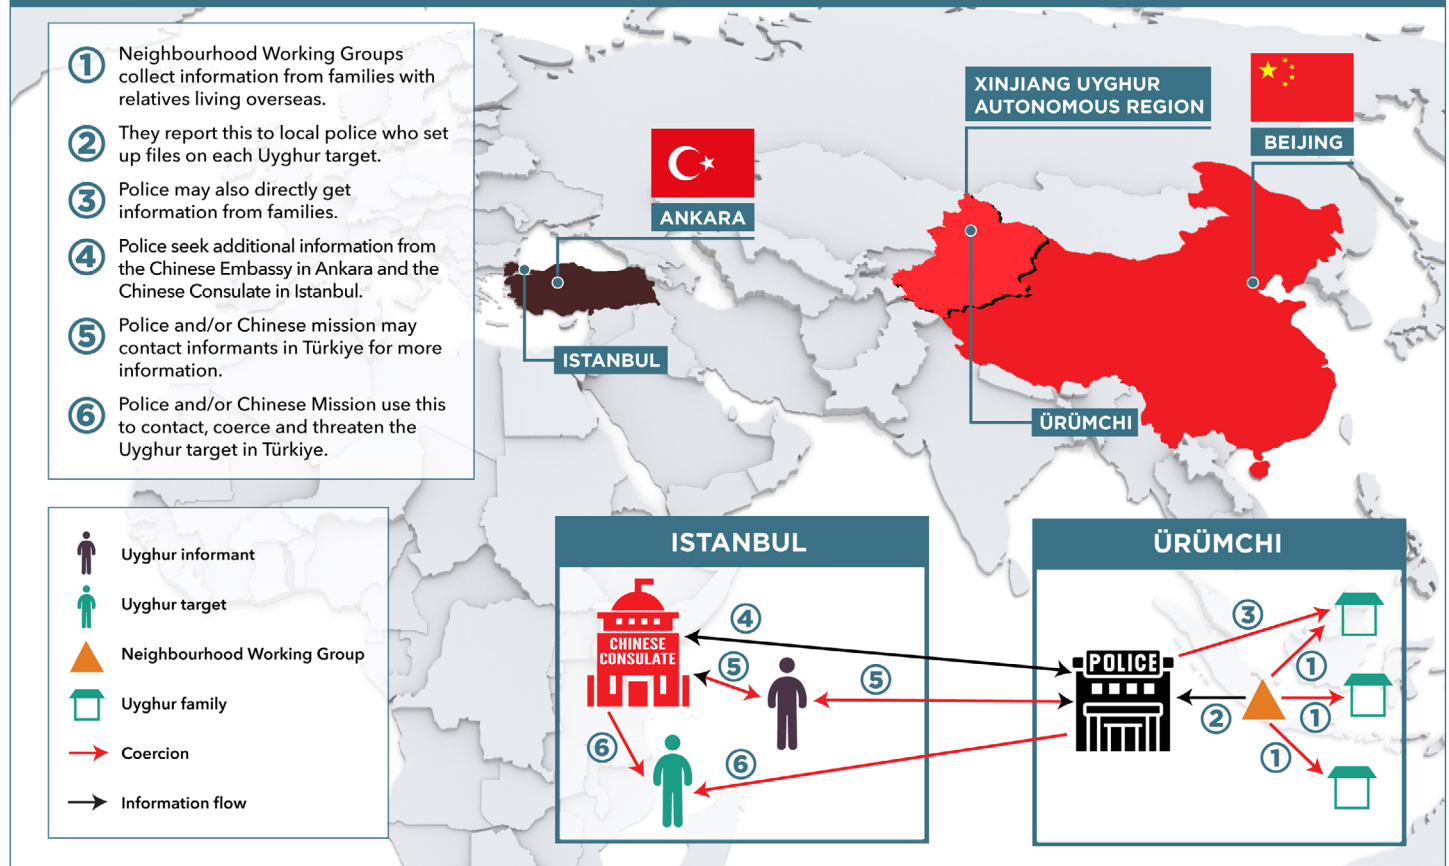 1 Neighbourhood Working Groups
collect information from families with
relatives living overseas.
2 They report this to local police who set
up files on each Uyghur target.
3 Police may also directly get
information from families.
4 Police seek additional information from
the Chinese Embassy in Ankara and the
Chinese Consulate in Istanbul.
5 Police and/or Chinese mission may
contact informants in Türkiye for more
information.
6 Police and/or Chinese Mission use this
to contact, coerce and threaten the
Uyghur target in Türkiye.
XINJIANG UYGHUR
AUTONOMOUS REGION
BEIJING
ANKARA
ISTANBUL
ÜRÜMCHI
Uyghur informant
Uyghur target
Neighbourhood Working Group
Uyghur family
Coercion
Information flow
ISTANBUL
CHINESE
CONSULATE
4
5
5
6
6
ÜRÜMCHI
POLICE
3
1
2
1
1